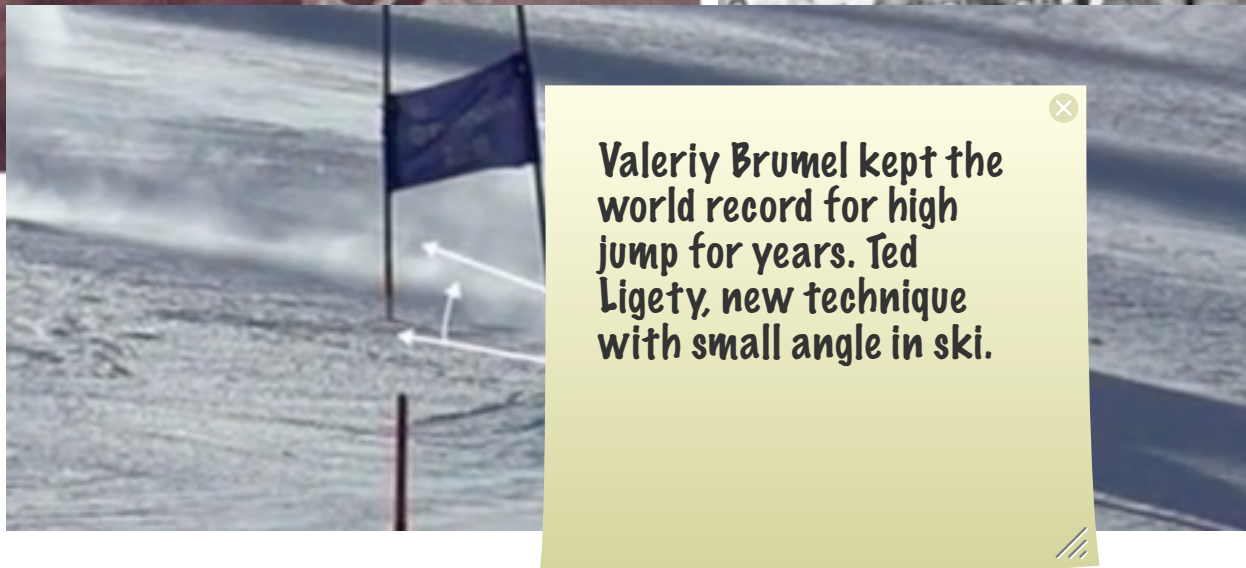 Valeriy Brumel kept the
world record for high
jump for years. Ted
Ligety, new technique
with small angle in ski.